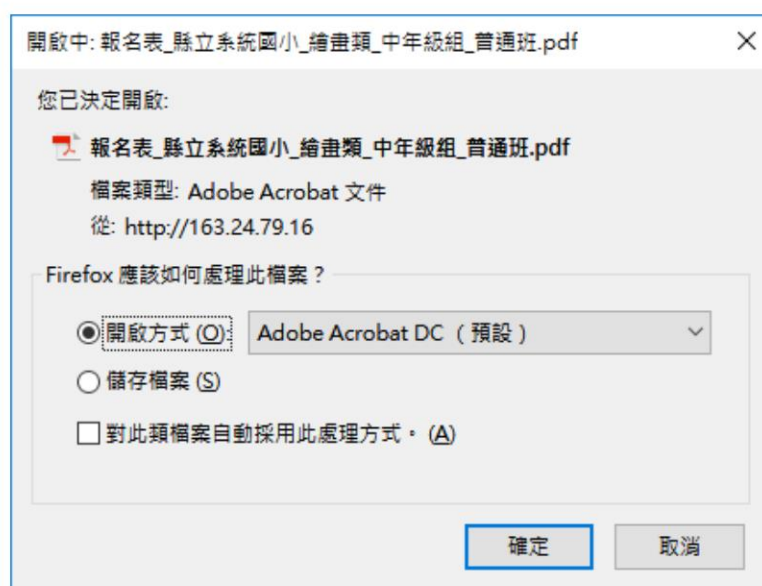 開啟中: 報名表_縣立系統國小_繪畫類_中年級組_普通班.pdf
您已決定開啟:
報名表_縣立系統國小_繪畫類_中年級組_普通班.pdf
檔案類型: Adobe Acrobat 文件
從: http://163.24.79.16
Firefox 應該如何處理此檔案？
開啟方式 (O): Adobe Acrobat DC （預設）
儲存檔案 (S)
對此類檔案自動採用此處理方式。 (A)
確定 取消